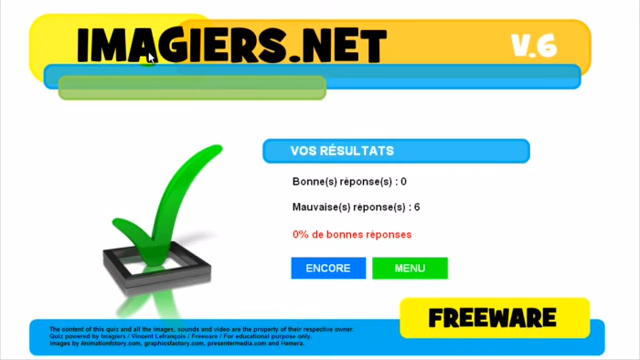 IMAGIERS.NET
V.6
VOS RÉSULTATS
Bonne(s) réponse(s) : 0
Mauvaise(s) réponse(s) : 6
0% de bonnes réponses
ENCORE
MENU
FREEWARE
The content of this quiz and all the images, sounds and video are the property of their respective owner.
Quiz powered by Imagiers / Vincent Lefrançois / Freeware / For educational purpose only.
Images by Animationfctory.com, graphicsfactory.com, presentermedia.com and Hemera.